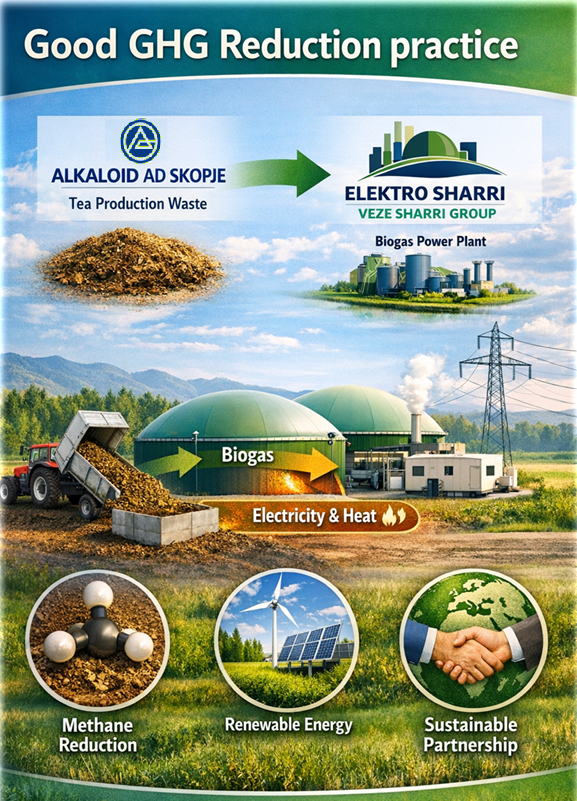 Good GHG Reduction practice
ALKALOID AD SKOPJE
Tea Production Waste
ELEKTRO SHARRI
VEZE SHARRI GROUP
Biogas Power Plant
Biogas
Electricity & Heat
Methane
Reduction
Renewable Energy
Sustainable
Partnership